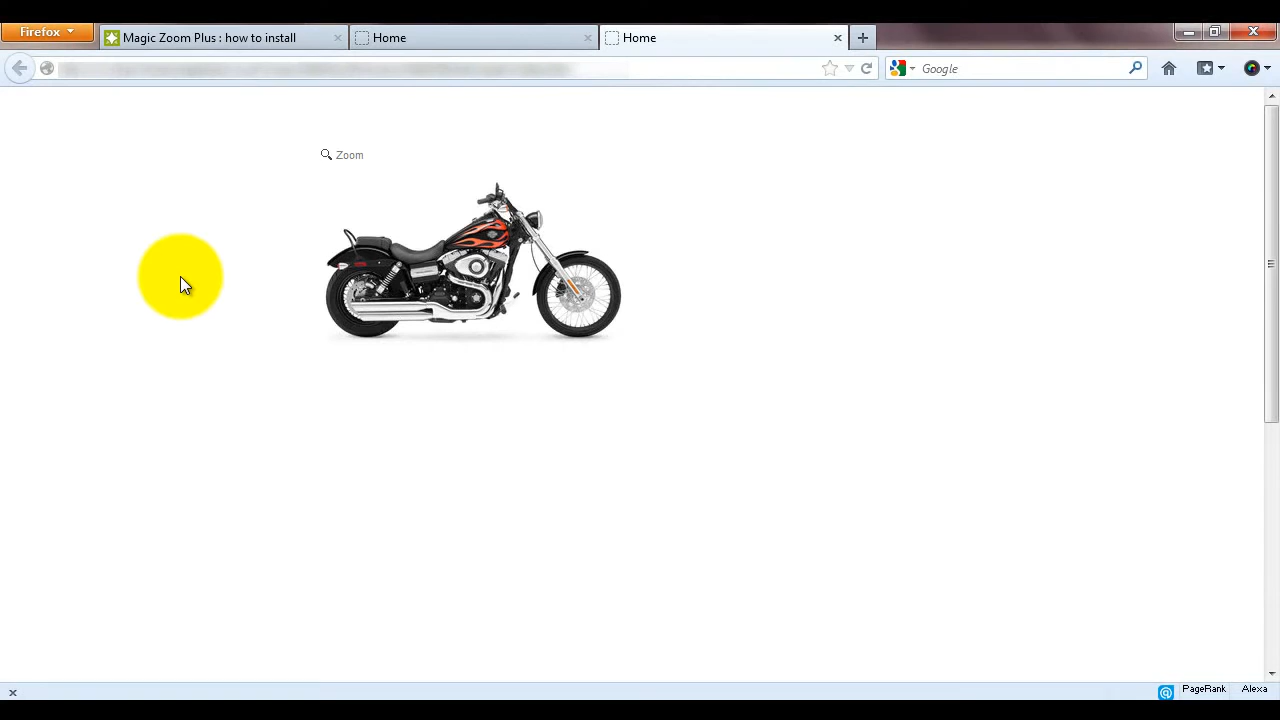 Firefox
Magic Zoom Plus : how to install
Home
Home
Google
Zoom
PageRank
Alexa